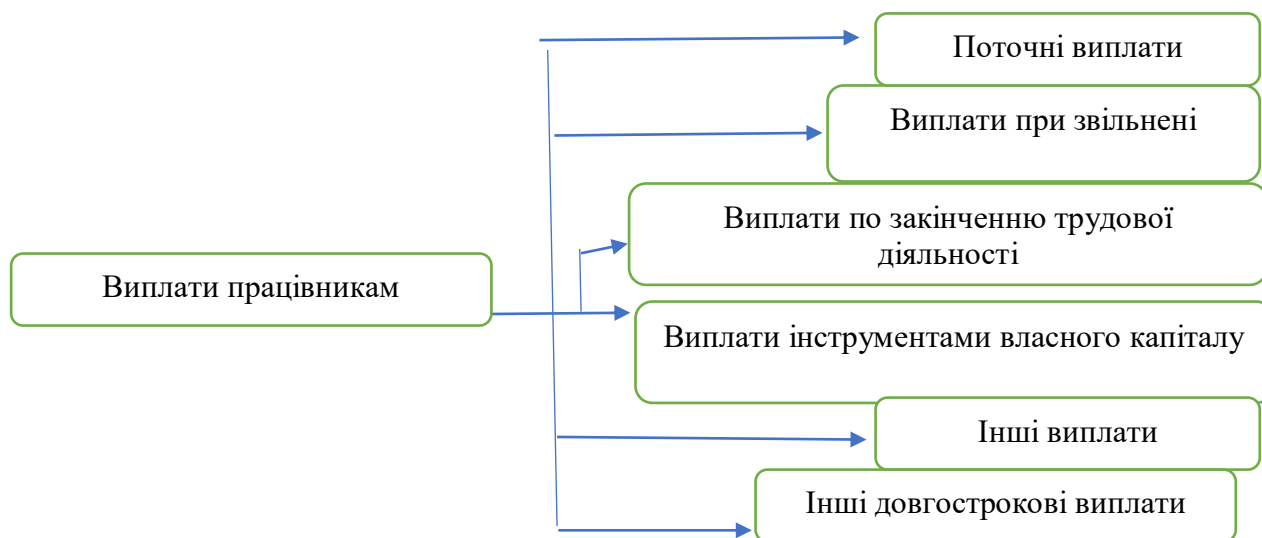 Поточні виплати
Виплати при звільнені
Виплати по закінченню трудової
діяльності
Виплати працівникам
Виплати інструментами власного капіталу
Інші виплати
Інші довгострокові виплати